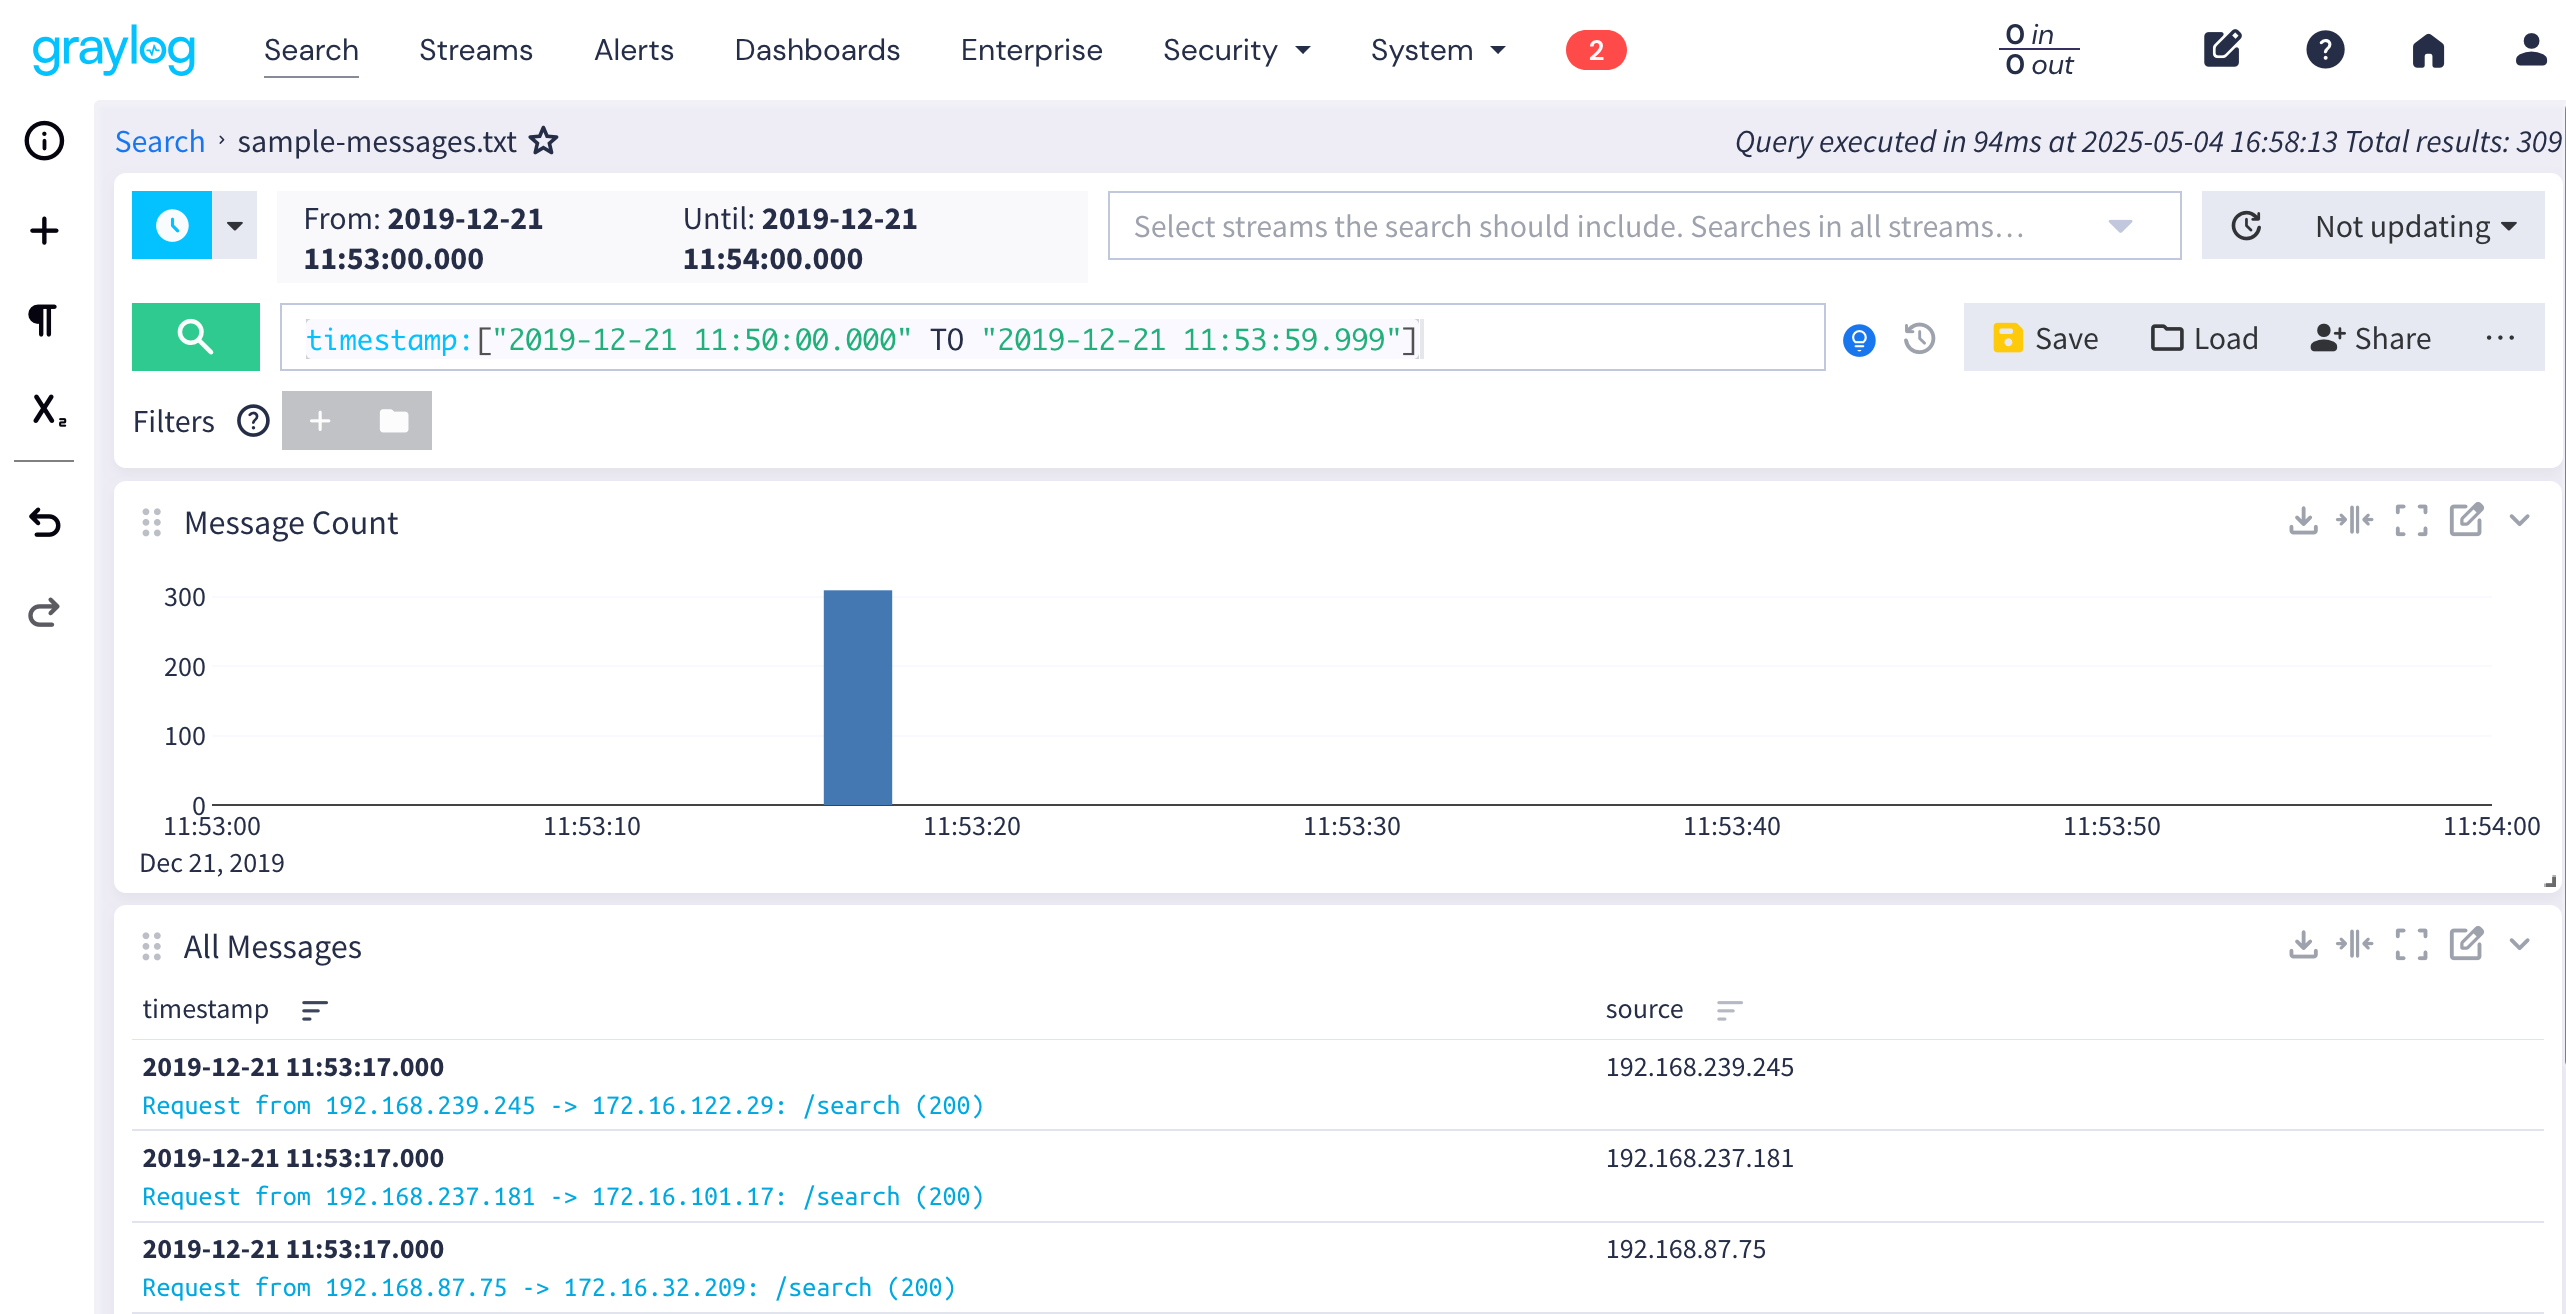 graylog
Search Streams Alerts Dashboards Enterprise Security System 2 0 in
0 out
Search › sample-messages.txt Query executed in 94ms at 2025-05-04 16:58:13 Total results: 309
From: 2019-12-21 11:53:00.000 Until: 2019-12-21 11:54:00.000 Select streams the search should include. Searches in all streams... Not updating
timestamp:["2019-12-21 11:50:00.000" TO "2019-12-21 11:53:59.999"] Save Load Share ...
Filters
Message Count
300
200
100
0
11:53:00 11:53:10 11:53:20 11:53:30 11:53:40 11:53:50 11:54:00
Dec 21, 2019
All Messages
timestamp source
2019-12-21 11:53:17.000 192.168.239.245
Request from 192.168.239.245 -> 172.16.122.29: /search (200)
2019-12-21 11:53:17.000 192.168.237.181
Request from 192.168.237.181 -> 172.16.101.17: /search (200)
2019-12-21 11:53:17.000 192.168.87.75
Request from 192.168.87.75 -> 172.16.32.209: /search (200)